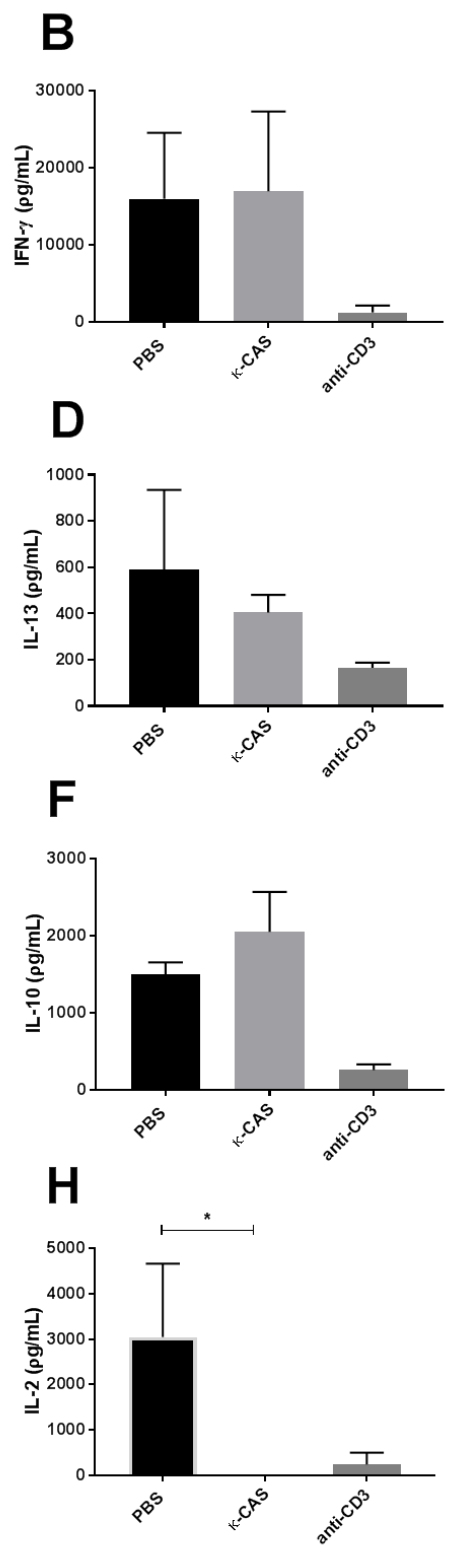 B
30000
20000
10000
0
IFN-γ (ρg/mL)
PBS
κ-CAS
anti-CD3
D
1000
800
600
400
200
0
IL-13 (ρg/mL)
PBS
κ-CAS
anti-CD3
F
3000
2000
1000
0
IL-10 (ρg/mL)
PBS
κ-CAS
anti-CD3
H
*
5000
4000
3000
2000
1000
0
IL-2 (ρg/mL)
PBS
κ-CAS
anti-CD3